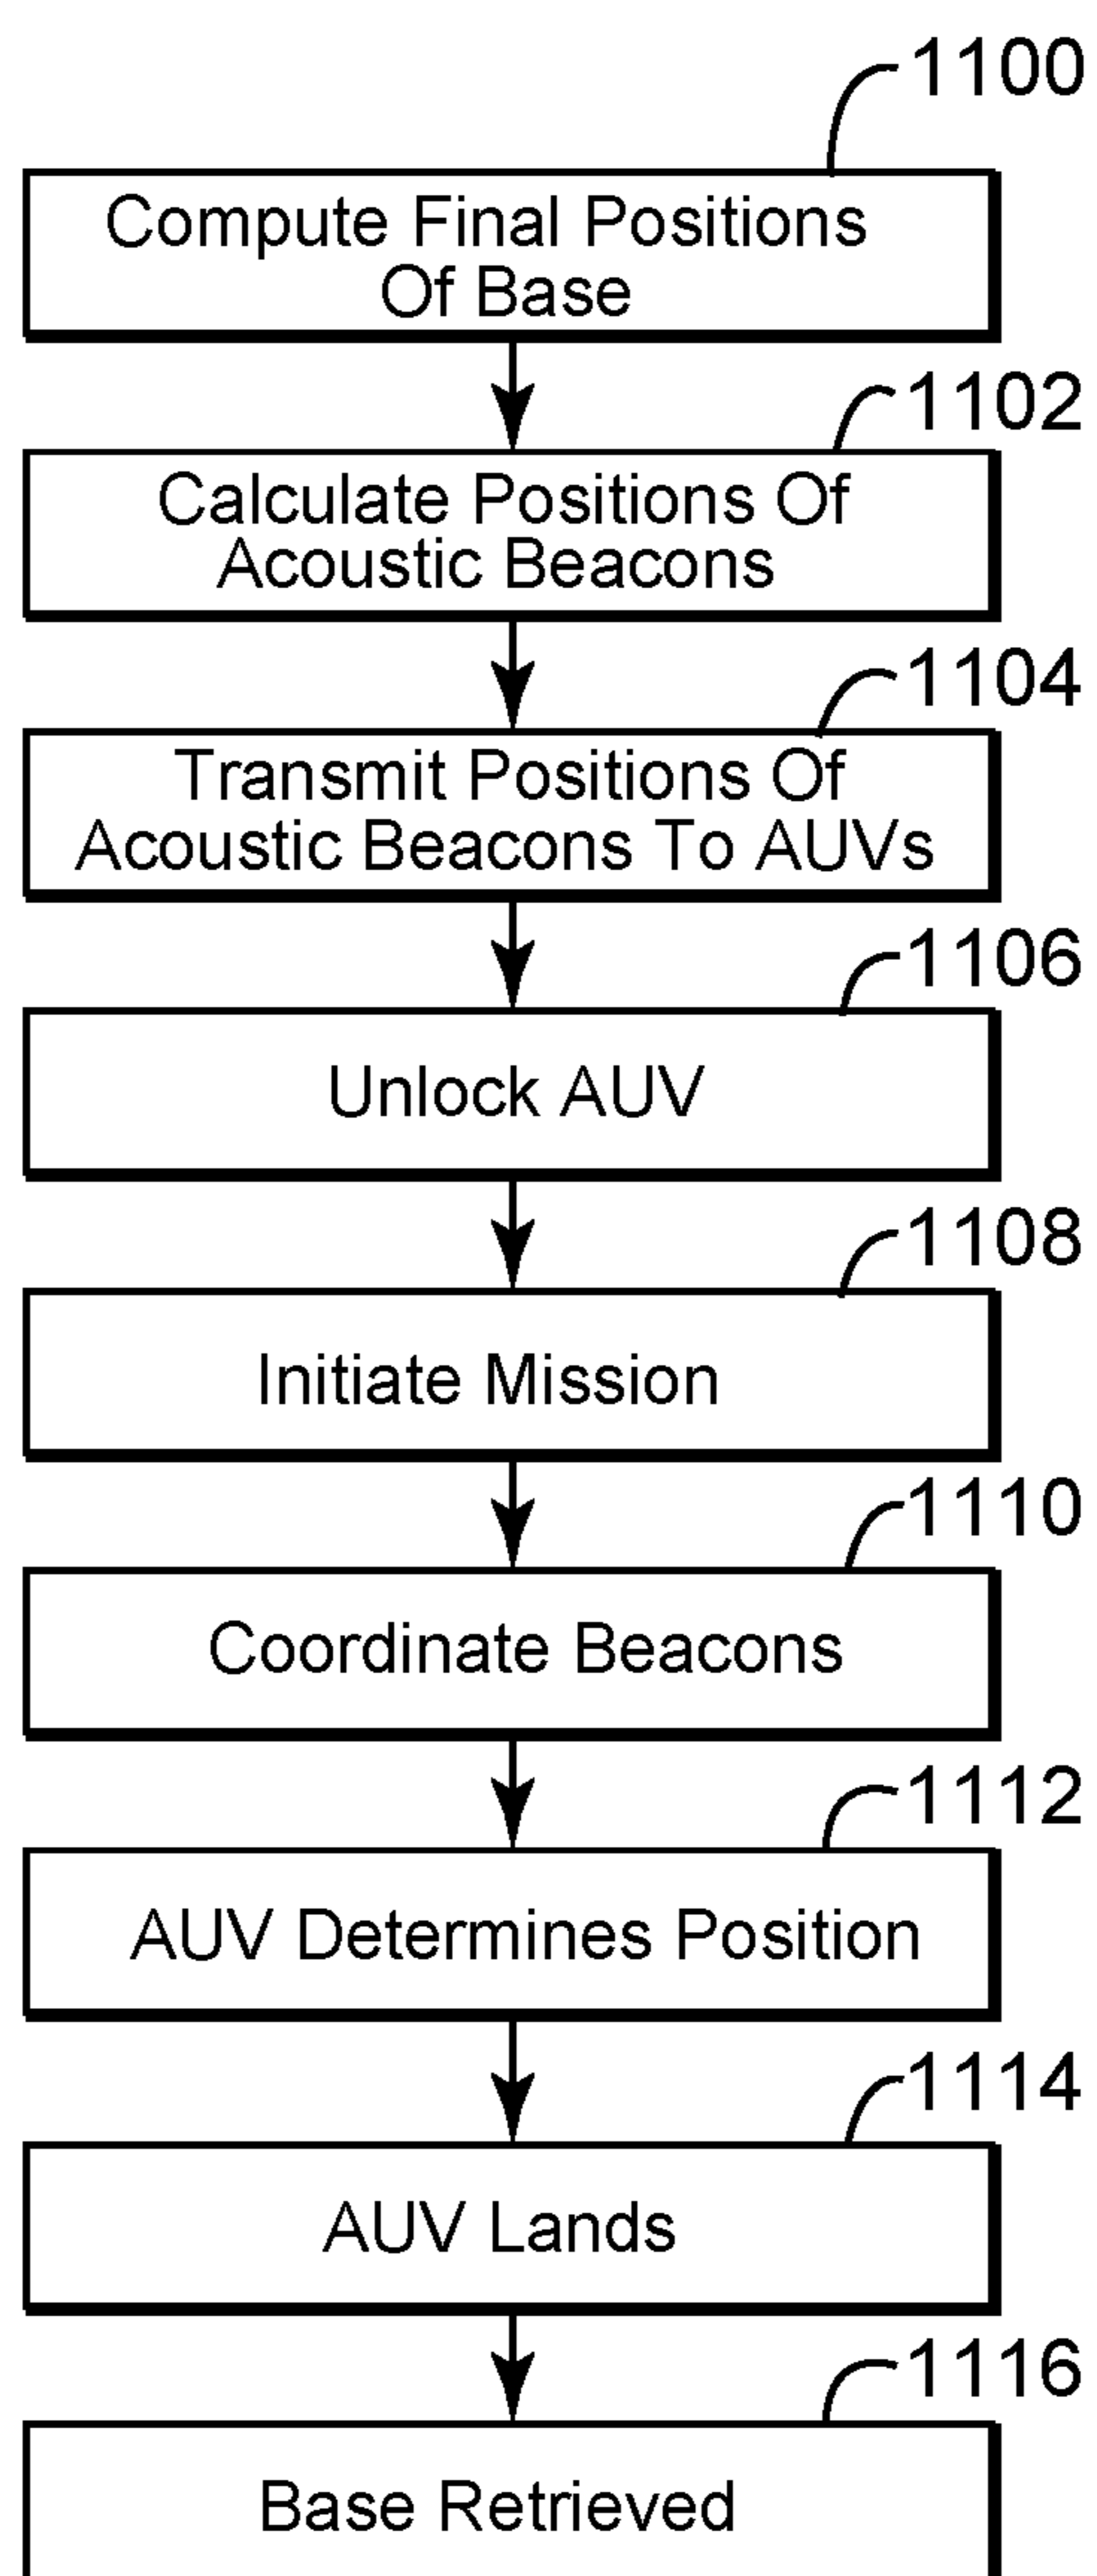 1100
Compute Final Positions
Of Base
1102
Calculate Positions Of
Acoustic Beacons
1104
Transmit Positions Of
Acoustic Beacons To AUVs
1106
Unlock AUV
1108
Initiate Mission
1110
Coordinate Beacons
1112
AUV Determines Position
1114
AUV Lands
1116
Base Retrieved